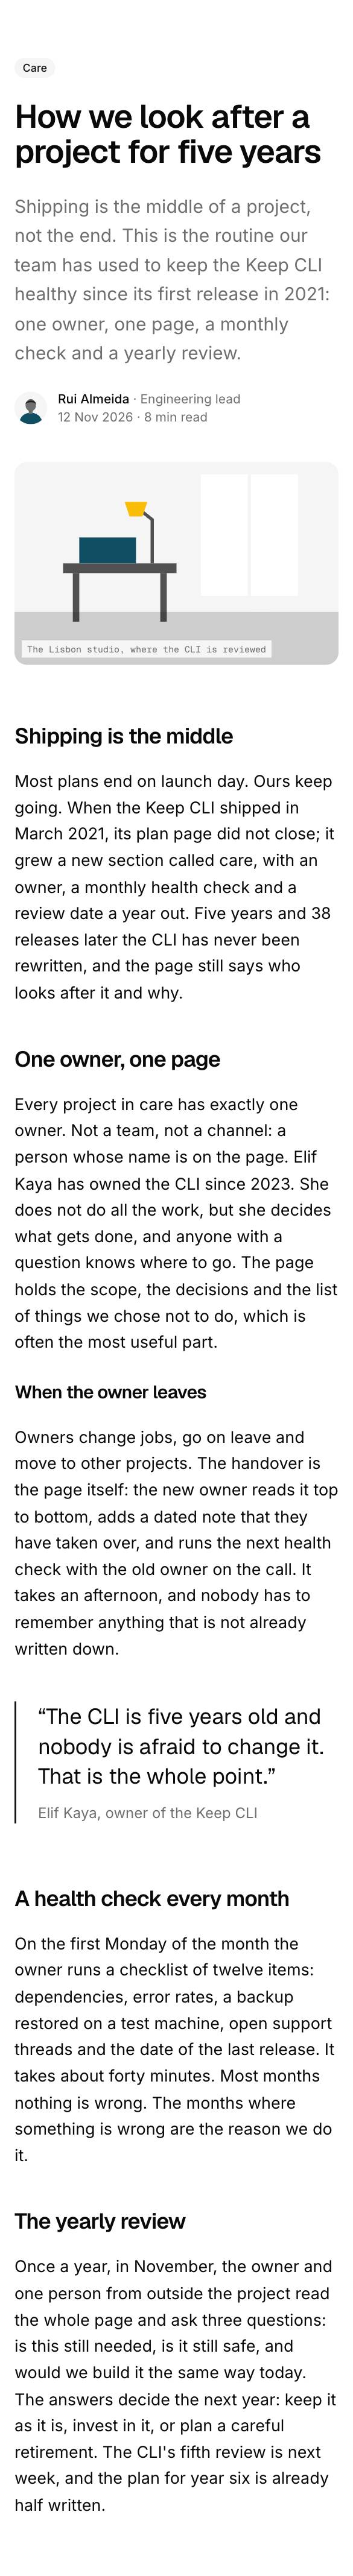 Care
How we look after a
project for five years
Shipping is the middle of a project,
not the end. This is the routine our
team has used to keep the Keep CLI
healthy since its first release in 2021:
one owner, one page, a monthly
check and a yearly review.
Rui Almeida · Engineering lead
12 Nov 2026 · 8 min read
The Lisbon studio, where the CLI is reviewed
Shipping is the middle
Most plans end on launch day. Ours keep
going. When the Keep CLI shipped in
March 2021, its plan page did not close; it
grew a new section called care, with an
owner, a monthly health check and a
review date a year out. Five years and 38
releases later the CLI has never been
rewritten, and the page still says who
looks after it and why.
One owner, one page
Every project in care has exactly one
owner. Not a team, not a channel: a
person whose name is on the page. Elif
Kaya has owned the CLI since 2023. She
does not do all the work, but she decides
what gets done, and anyone with a
question knows where to go. The page
holds the scope, the decisions and the list
of things we chose not to do, which is
often the most useful part.
When the owner leaves
Owners change jobs, go on leave and
move to other projects. The handover is
the page itself: the new owner reads it top
to bottom, adds a dated note that they
have taken over, and runs the next health
check with the old owner on the call. It
takes an afternoon, and nobody has to
remember anything that is not already
written down.
“The CLI is five years old and
nobody is afraid to change it.
That is the whole point.”
Elif Kaya, owner of the Keep CLI
A health check every month
On the first Monday of the month the
owner runs a checklist of twelve items:
dependencies, error rates, a backup
restored on a test machine, open support
threads and the date of the last release. It
takes about forty minutes. Most months
nothing is wrong. The months where
something is wrong are the reason we do
it.
The yearly review
Once a year, in November, the owner and
one person from outside the project read
the whole page and ask three questions:
is this still needed, is it still safe, and
would we build it the same way today.
The answers decide the next year: keep it
as it is, invest in it, or plan a careful
retirement. The CLI's fifth review is next
week, and the plan for year six is already
half written.